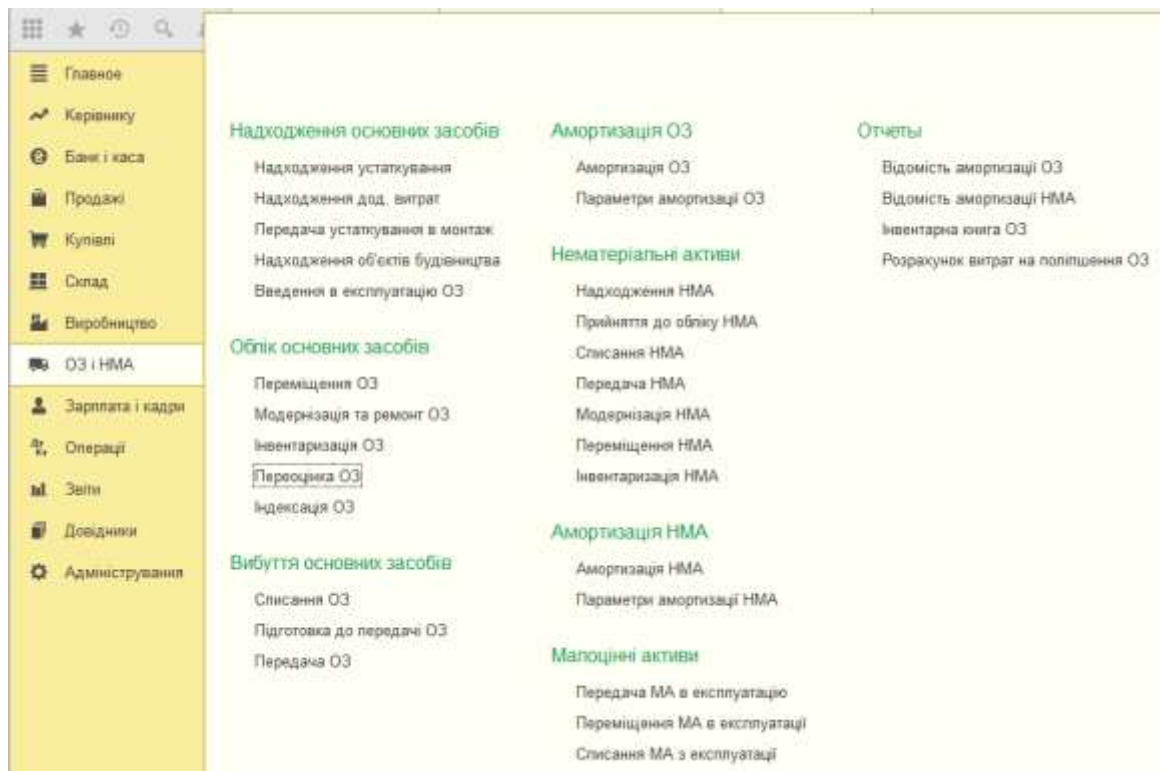 Главное
Керівнику
Банк і каса
Продажі
Купівлі
Склад
Виробництво
ОЗ і НМА
Зарплата і кадри
Операції
Звіти
Довідники
Адміністрування
Надходження основних засобів
Надходження устаткування
Надходження дод. витрат
Передача устаткування в монтаж
Надходження об'єктів будівництва
Введення в експлуатацію ОЗ
Облік основних засобів
Переміщення ОЗ
Модернізація та ремонт ОЗ
Інвентаризація ОЗ
Переоцінка ОЗ
Індексація ОЗ
Вибуття основних засобів
Списання ОЗ
Підготовка до передачі ОЗ
Передача ОЗ
Амортизація ОЗ
Амортизація ОЗ
Параметри амортизації ОЗ
Нематеріальні активи
Надходження НМА
Прийняття до обліку НМА
Списання НМА
Передача НМА
Модернізація НМА
Переміщення НМА
Інвентаризація НМА
Амортизація НМА
Амортизація НМА
Параметри амортизації НМА
Малоцінні активи
Передача МА в експлуатацію
Переміщення МА в експлуатації
Списання МА з експлуатації
Отчеты
Відомість амортизації ОЗ
Відомість амортизації НМА
Інвентарна книга ОЗ
Розрахунок витрат на поліпшення ОЗ